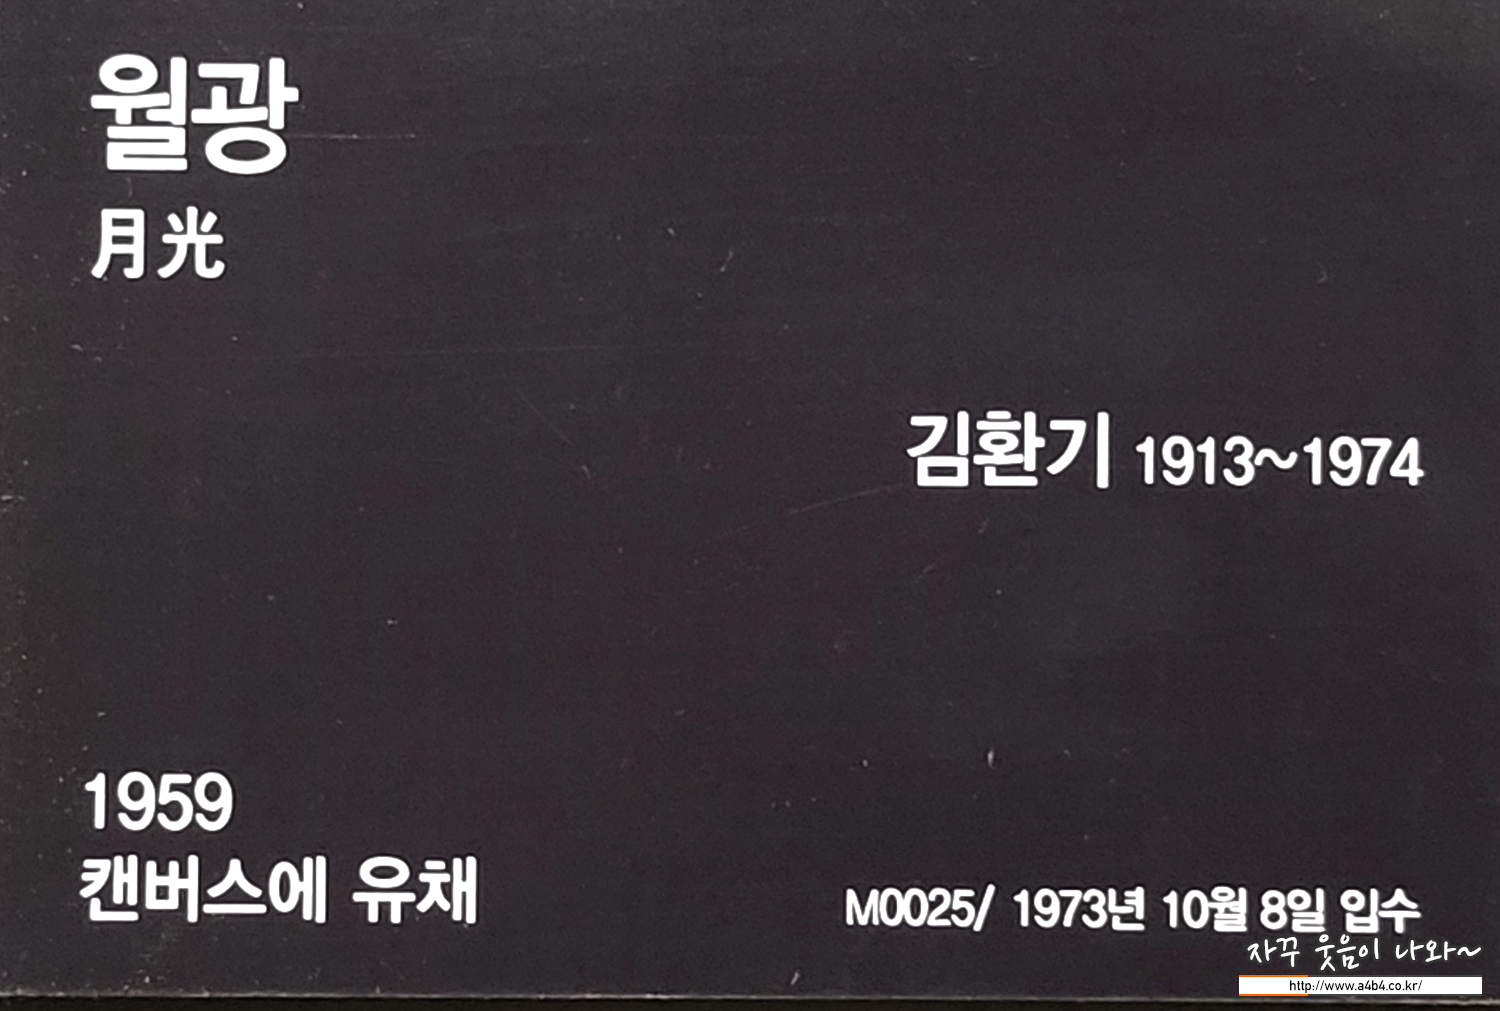 월광
月光
김환기 1913~1974
1959
캔버스에 유채
M0025/ 1973년 10월 8일 입수
자꾸 웃음이 나와~
http://www.a4b4.co.kr/